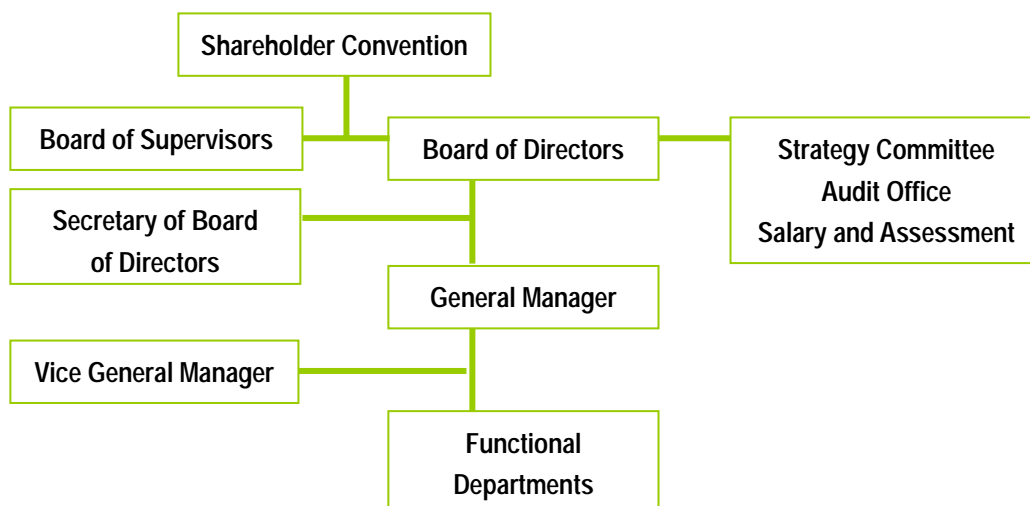 Shareholder Convention
Board of Supervisors
Board of Directors
Strategy Committee
Audit Office
Salary and Assessment
Secretary of Board
of Directors
General Manager
Vice General Manager
Functional
Departments